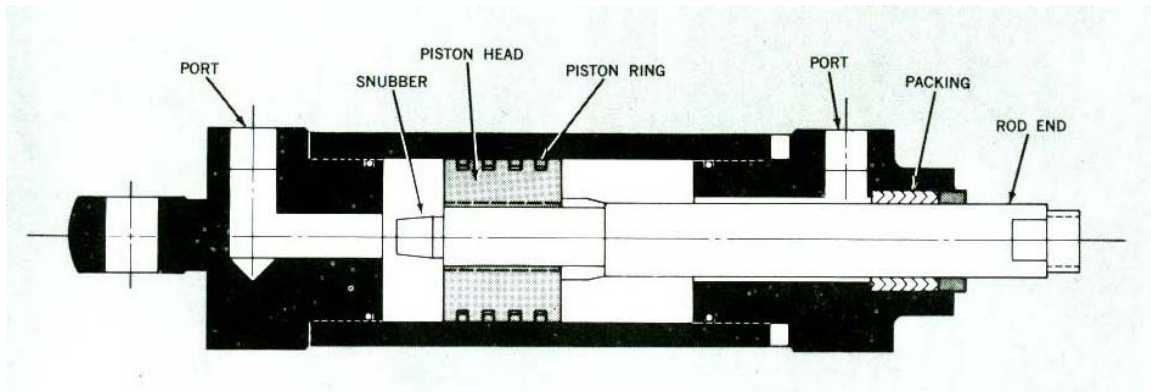 PORT
SNUBBER
PISTON HEAD
PISTON RING
PORT
PACKING
ROD END